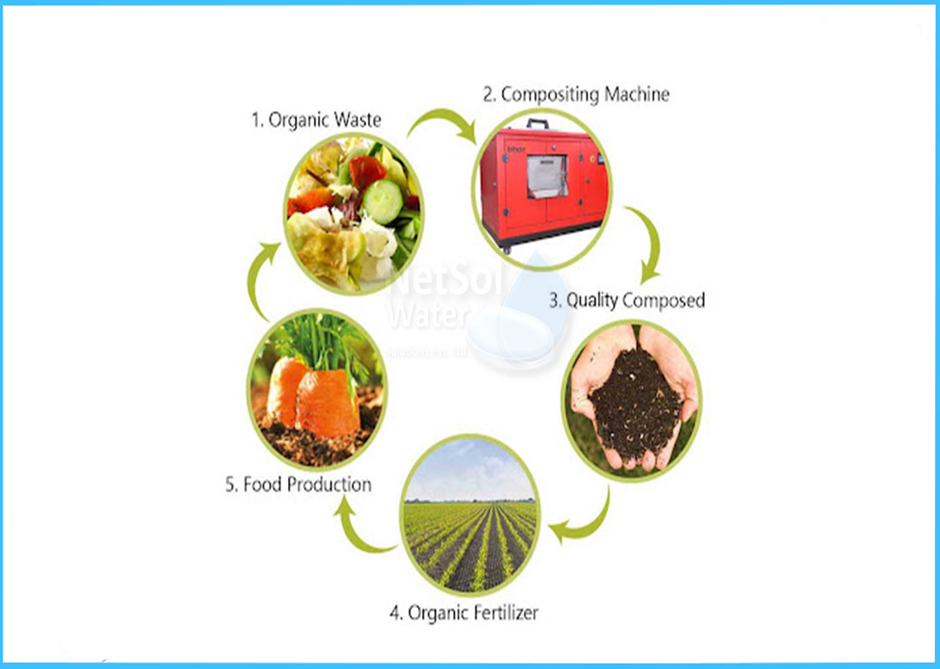 2. Compositing Machine
1. Organic Waste
NetSol
Water
3. Quality Composed
5. Food Production
4. Organic Fertilizer